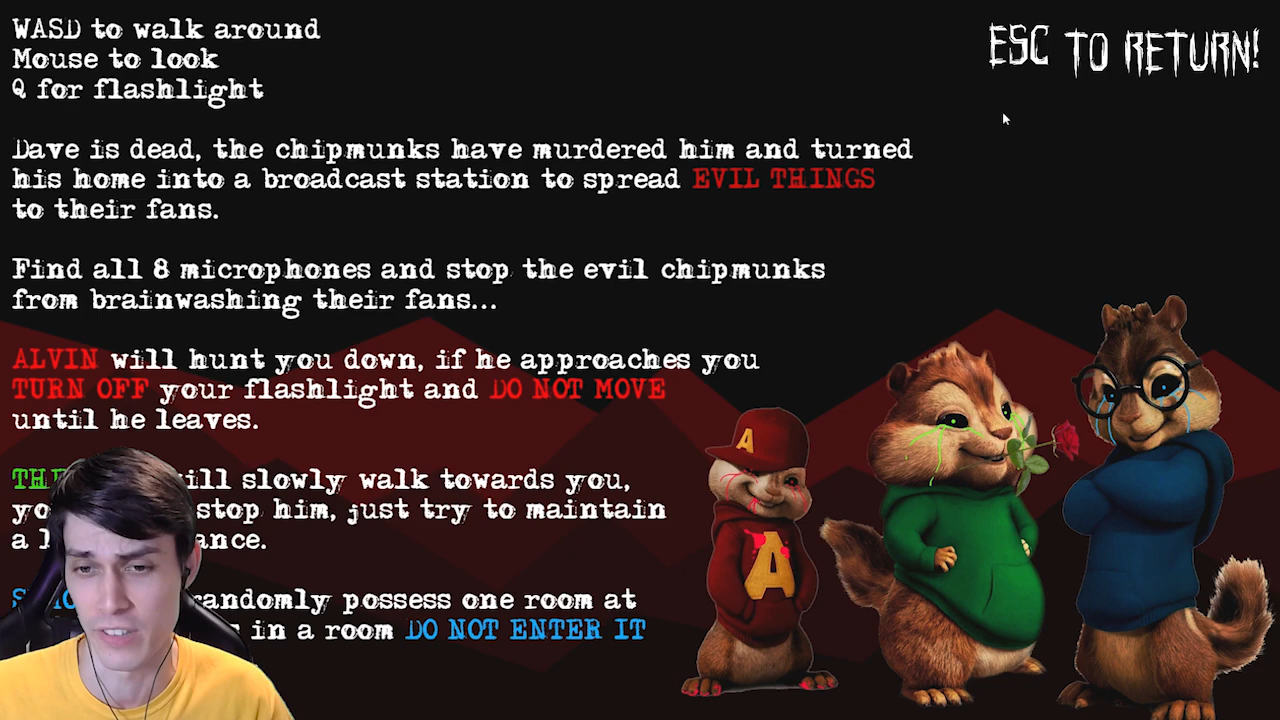 WASD to walk around
Mouse to look
Q for flashlight
ESC TO RETURN!
Dave is dead, the chipmunks have murdered him and turned
his home into a broadcast station to spread EVIL THINGS
to their fans.
Find all 8 microphones and stop the evil chipmunks
from brainwashing their fans...
ALVIN will hunt you down, if he approaches you
TURN OFF your flashlight and DO NOT MOVE
until he leaves.
slowly walk towards you,
stop him, just try to maintain
a
randomly possess one room at
in a room DO NOT ENTER IT
A
A